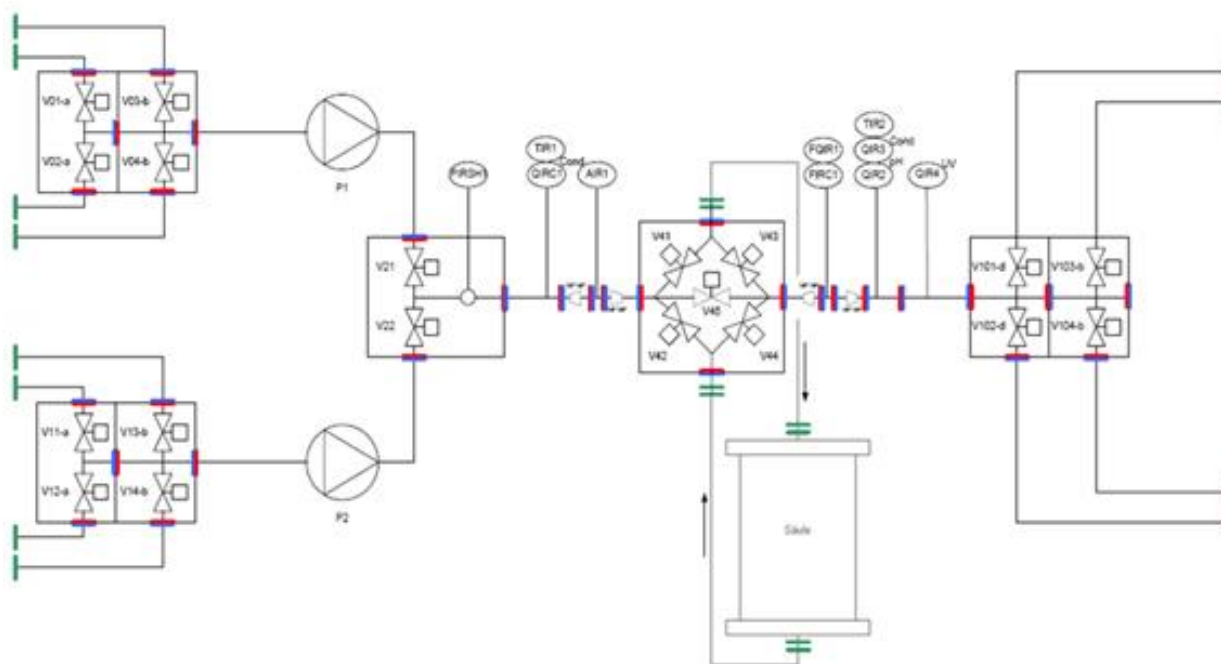 V01-a
V03-b
V02-a
V04-b
P1
PIRSH1
TIR1
Cond
QIRC1
AIR1
FQIR1
FIRC1
TIR2
QIR3
Cond
pH
QIR2
QIR4
UV
V21
V22
V41
V43
V45
V42
V44
V101-d
V103-b
V102-d
V104-b
V11-a
V13-b
V12-a
V14-b
P2
Säule